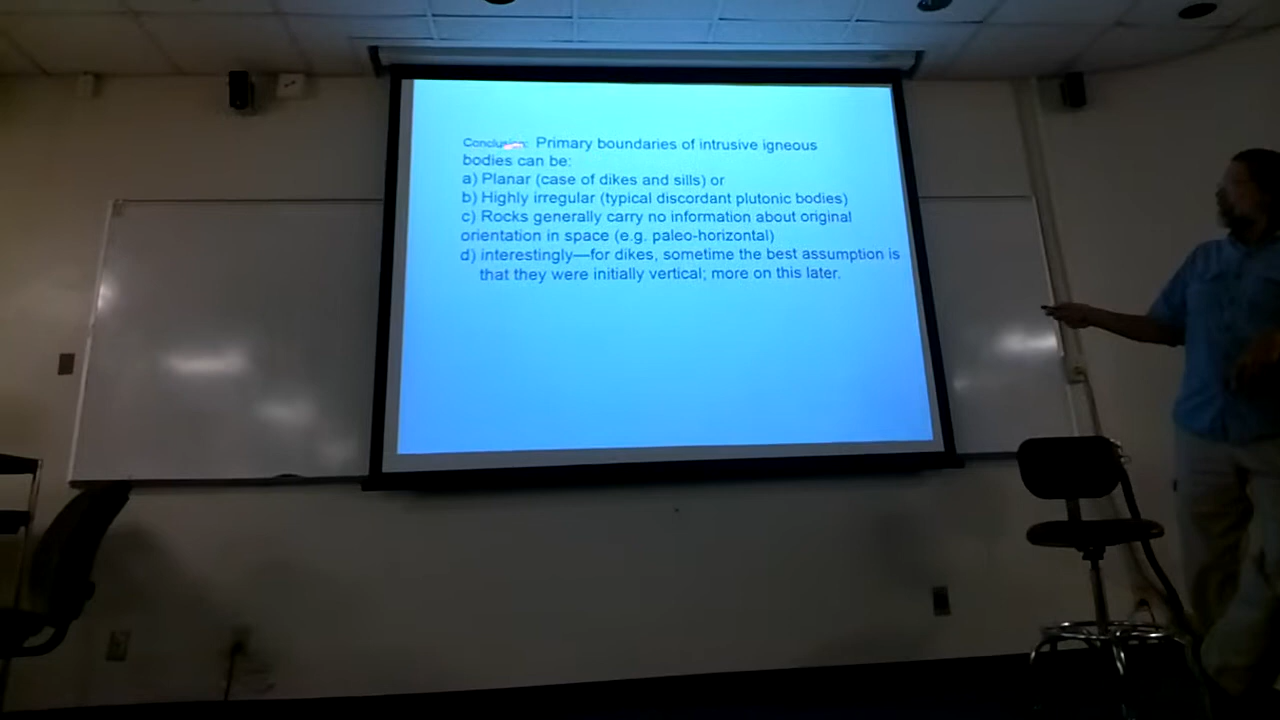 Conclusion: Primary boundaries of intrusive igneous
bodies can be:
a) Planar (case of dikes and sills) or
b) Highly irregular (typical discordant plutonic bodies)
c) Rocks generally carry no information about original
orientation in space (e.g. paleo-horizontal)
d) interestingly—for dikes, sometime the best assumption is
that they were initially vertical; more on this later.